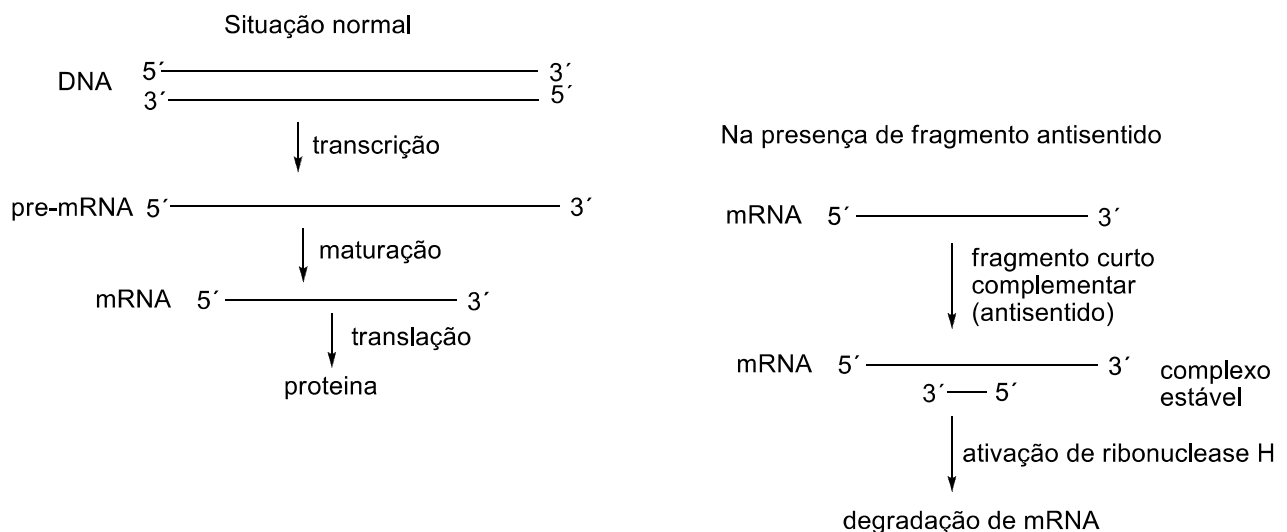 Situação normal
DNA
5´ 3´
3´ 5´
transcrição
pre-mRNA 5´ 3´
maturação
mRNA 5´ 3´
translação
proteina
Na presença de fragmento antisentido
mRNA 5´ 3´
fragmento curto
complementar
(antisentido)
mRNA 5´ 3´
3´ 5´
complexo
estável
ativação de ribonuclease H
degradação de mRNA